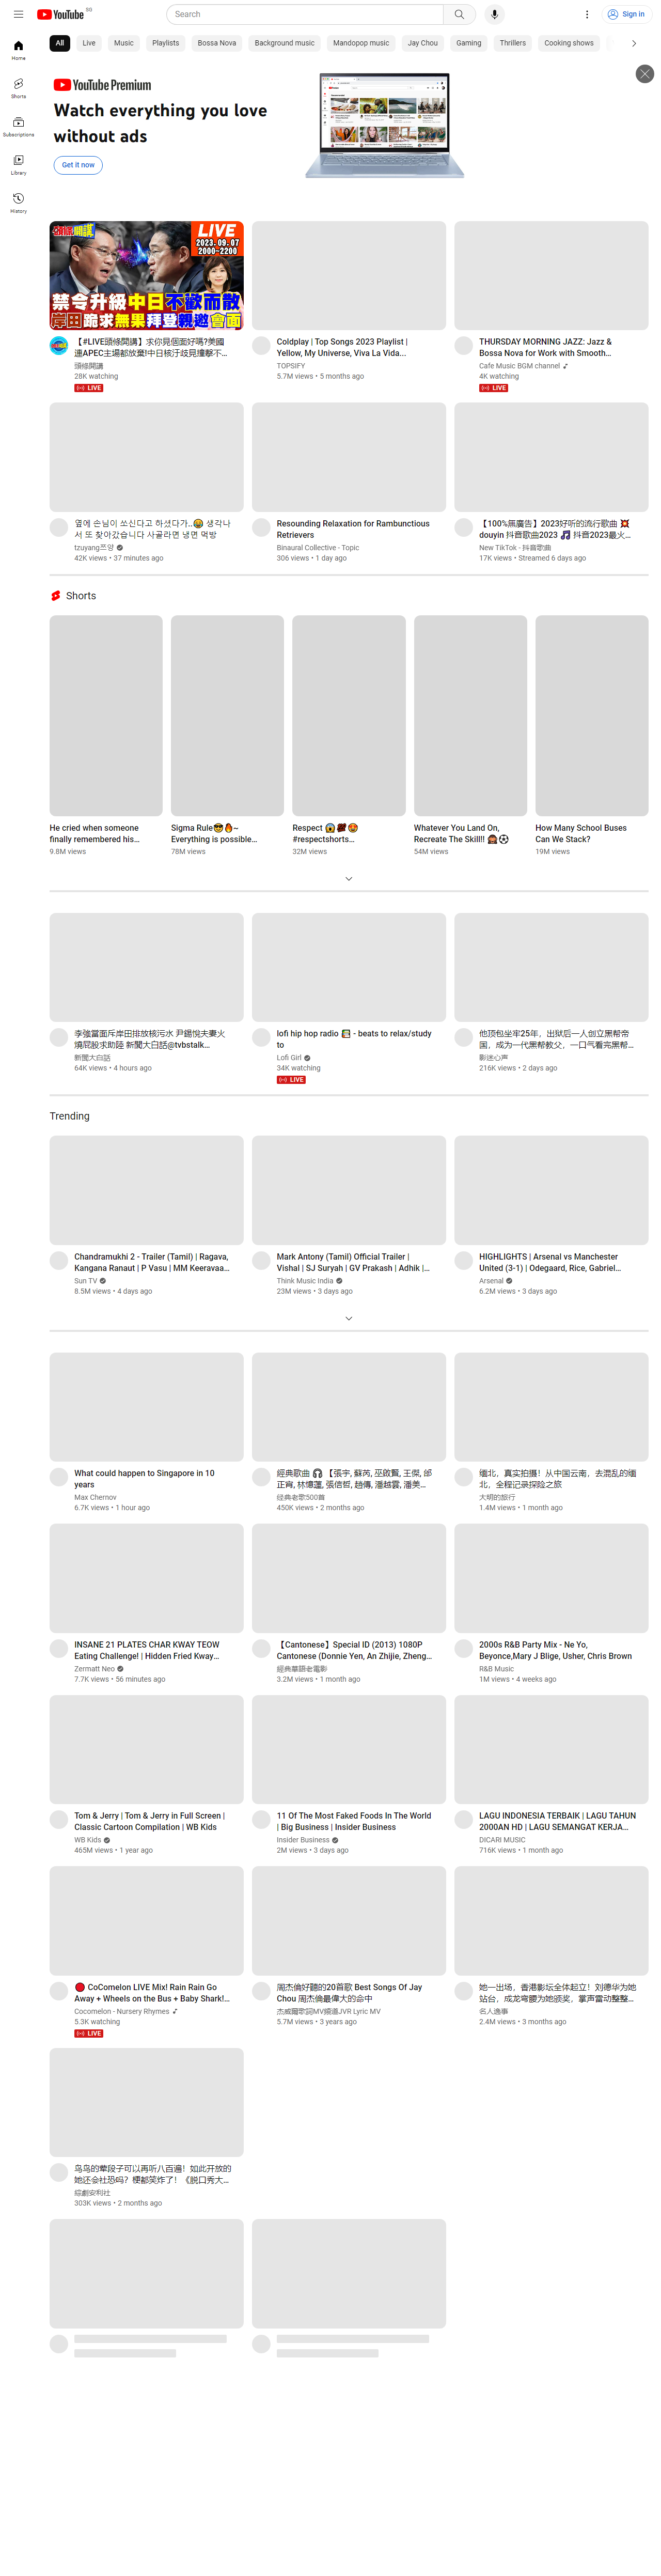 YouTube SG
Search
Sign in
Home
Shorts
Subscriptions
Library
History
All
Live
Music
Playlists
Bossa Nova
Background music
Mandopop music
Jay Chou
Gaming
Thrillers
Cooking shows
YouTube Premium
Watch everything you love
without ads
Get it now
頭條開講
LIVE
2023.09.07
2000-2200
禁令升級中日不歡而散
岸田跪求無果拜登親邀會面
【#LIVE頭條開講】求你見個面好嗎?美國
連APEC主場都放棄!中日核汙歧見撞擊不...
頭條開講
28K watching
LIVE
Coldplay | Top Songs 2023 Playlist |
Yellow, My Universe, Viva La Vida...
TOPSIFY
5.7M views • 5 months ago
THURSDAY MORNING JAZZ: Jazz &
Bossa Nova for Work with Smooth...
Cafe Music BGM channel
4K watching
LIVE
옆에 손님이 쏘신다고 하셨다가..😂 생각나
서 또 찾아갔습니다 사골라면 냉면 먹방
tzuyang쯔양
42K views • 37 minutes ago
Resounding Relaxation for Rambunctious
Retrievers
Binaural Collective - Topic
306 views • 1 day ago
【100%無廣告】2023好听的流行歌曲 💥
douyin 抖音歌曲2023 🎵 抖音2023最火...
New TikTok - 抖音歌曲
17K views • Streamed 6 days ago
Shorts
He cried when someone
finally remembered his...
9.8M views
Sigma Rule😎🔥~
Everything is possible...
78M views
Respect 😱💯😍
#respectshorts...
32M views
Whatever You Land On,
Recreate The Skill!! 🙈⚽
54M views
How Many School Buses
Can We Stack?
19M views
李強當面斥岸田排放核污水 尹錫悅夫妻火
燒屁股求助陸 新聞大白話@tvbstalk...
新聞大白話
64K views • 4 hours ago
lofi hip hop radio 📚 - beats to relax/study
to
Lofi Girl
34K watching
LIVE
他顶包坐牢25年，出狱后一人创立黑帮帝
国，成为一代黑帮教父，一口气看完黑帮...
影迷心声
216K views • 2 days ago
Trending
Chandramukhi 2 - Trailer (Tamil) | Ragava,
Kangana Ranaut | P Vasu | MM Keeravaa...
Sun TV
8.5M views • 4 days ago
Mark Antony (Tamil) Official Trailer |
Vishal | SJ Suryah | GV Prakash | Adhik |...
Think Music India
23M views • 3 days ago
HIGHLIGHTS | Arsenal vs Manchester
United (3-1) | Odegaard, Rice, Gabriel...
Arsenal
6.2M views • 3 days ago
What could happen to Singapore in 10
years
Max Chernov
6.7K views • 1 hour ago
經典歌曲 🎧 【張宇, 蘇芮, 巫啟賢, 王傑, 邰
正宵, 林憶蓮, 張信哲, 趙傳, 潘越雲, 潘美...
经典老歌500首
450K views • 2 months ago
缅北，真实拍摄！从中国云南，去混乱的缅
北，全程记录探险之旅
大明的旅行
1.4M views • 1 month ago
INSANE 21 PLATES CHAR KWAY TEOW
Eating Challenge! | Hidden Fried Kway...
Zermatt Neo
7.7K views • 56 minutes ago
【Cantonese】Special ID (2013) 1080P
Cantonese (Donnie Yen, An Zhijie, Zheng...
經典華語老電影
3.2M views • 1 month ago
2000s R&B Party Mix - Ne Yo,
Beyonce,Mary J Blige, Usher, Chris Brown
R&B Music
1M views • 4 weeks ago
Tom & Jerry | Tom & Jerry in Full Screen |
Classic Cartoon Compilation | WB Kids
WB Kids
465M views • 1 year ago
11 Of The Most Faked Foods In The World
| Big Business | Insider Business
Insider Business
2M views • 3 days ago
LAGU INDONESIA TERBAIK | LAGU TAHUN
2000AN HD | LAGU SEMANGAT KERJA...
DICARI MUSIC
716K views • 1 month ago
🔴 CoComelon LIVE Mix! Rain Rain Go
Away + Wheels on the Bus + Baby Shark!...
Cocomelon - Nursery Rhymes
5.3K watching
LIVE
周杰倫好聽的20首歌 Best Songs Of Jay
Chou 周杰倫最偉大的命中
杰威爾歌詞MV頻道JVR Lyric MV
5.7M views • 3 years ago
她一出场，香港影坛全体起立！刘德华为她
站台，成龙弯腰为她颁奖，掌声雷动整整...
名人逸事
2.4M views • 3 months ago
鸟鸟的荤段子可以再听八百遍！如此开放的
她还会社恐吗？梗都笑炸了！《脱口秀大...
綜劇安利社
303K views • 2 months ago